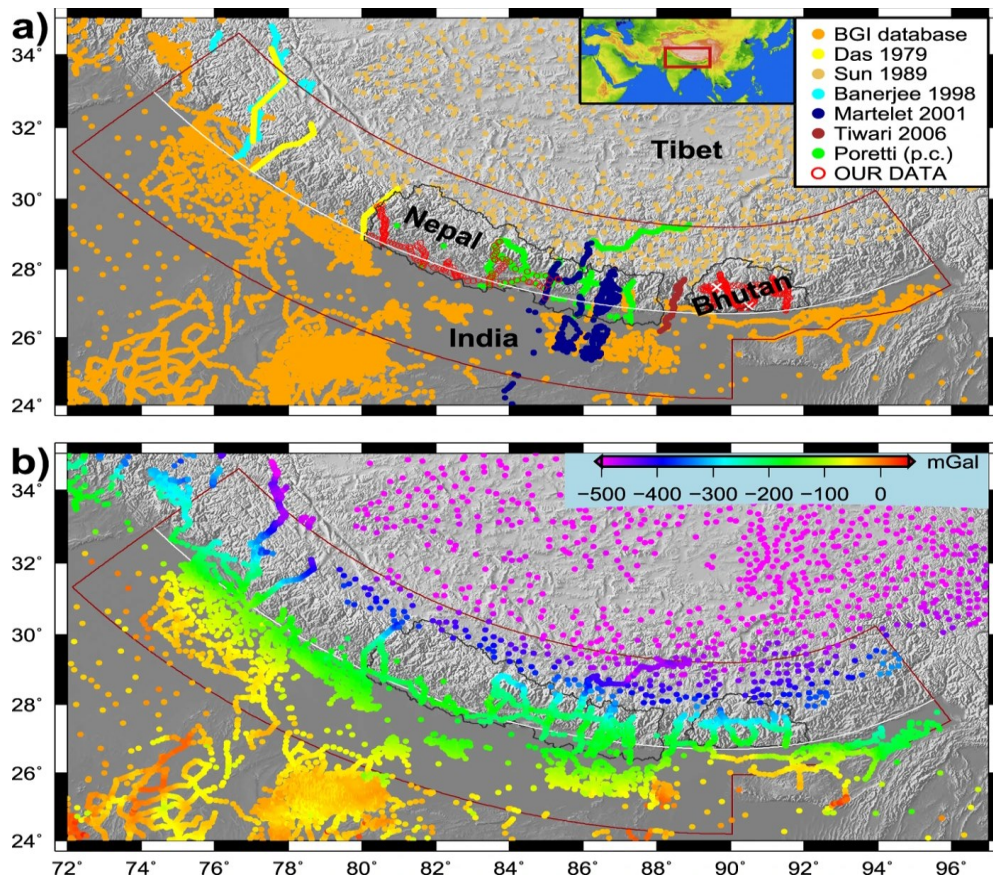 a)
34°
32°
30°
28°
26°
24°
BGI database
Das 1979
Sun 1989
Banerjee 1998
Martelet 2001
Tiwari 2006
Poretti (p.c.)
OUR DATA
Tibet
Nepal
Bhutan
India
b)
mGal
−500 −400 −300 −200 −100 0
34°
32°
30°
28°
26°
24°
72° 74° 76° 78° 80° 82° 84° 86° 88° 90° 92° 94° 96°